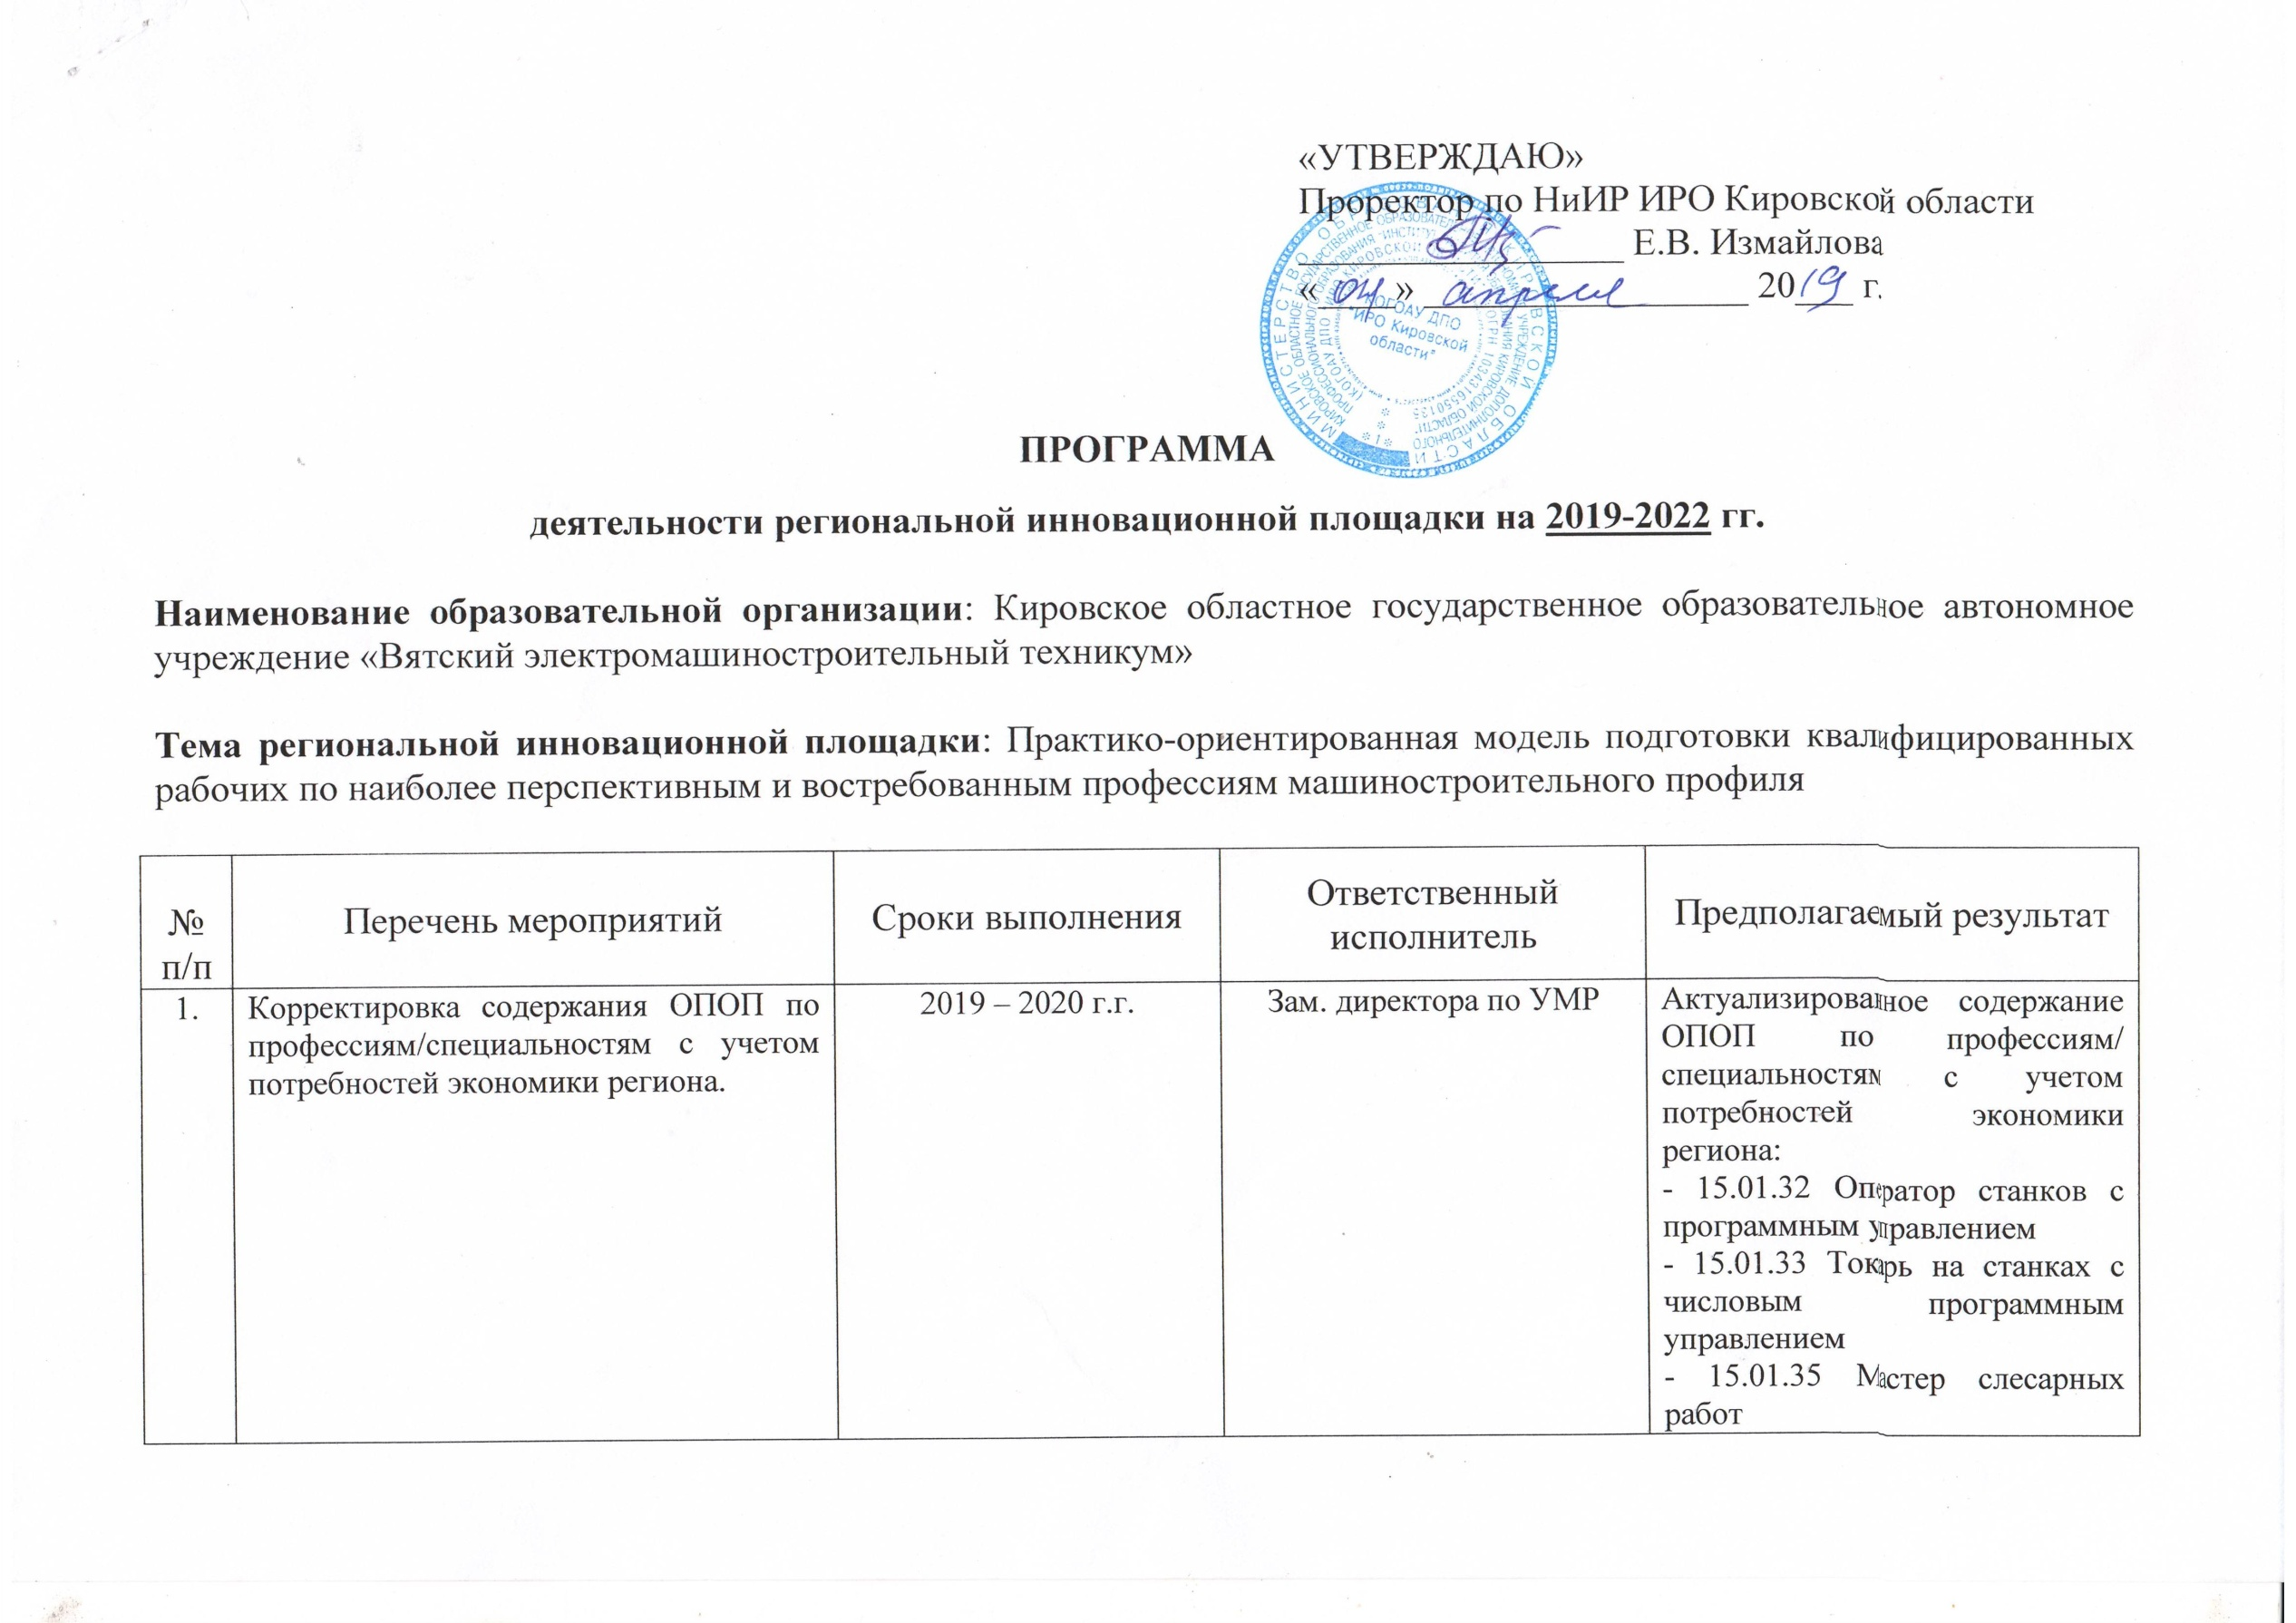 «УТВЕРЖДАЮ»
Проректор по НиИР ИРО Кировской области
Е.В. Измайлова
«04» апреля 2019 г.
КОГОАУ ДПО
"ИРО Кировской
области"
ПРОГРАММА
деятельности региональной инновационной площадки на 2019-2022 гг.
Наименование образовательной организации: Кировское областное государственное образовательное автономное
учреждение «Вятский электромашиностроительный техникум»
Тема региональной инновационной площадки: Практико-ориентированная модель подготовки квалифицированных
рабочих по наиболее перспективным и востребованным профессиям машиностроительного профиля
№
п/п
Перечень мероприятий
Сроки выполнения
Ответственный
исполнитель
Предполагаемый результат
1.
Корректировка содержания ОПОП по
профессиям/специальностям с учетом
потребностей экономики региона.
2019 – 2020 г.г.
Зам. директора по УМР
Актуализированное содержание
ОПОП по профессиям/
специальностям с учетом
потребностей экономики
региона:
- 15.01.32 Оператор станков с
программным управлением
- 15.01.33 Токарь на станках с
числовым программным
управлением
- 15.01.35 Мастер слесарных
работ